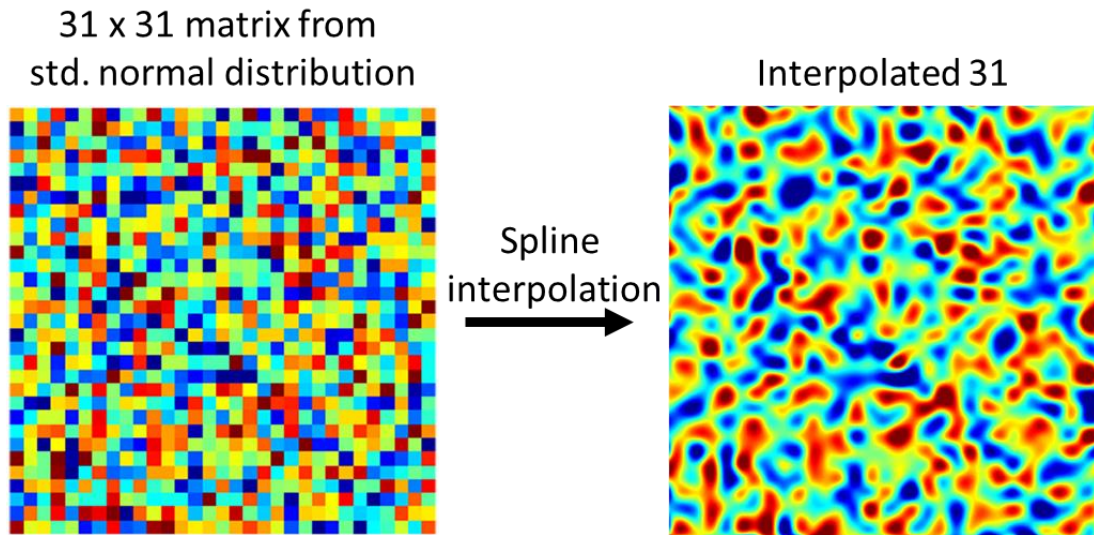 31 x 31 matrix from
std. normal distribution
Interpolated 31
Spline
interpolation